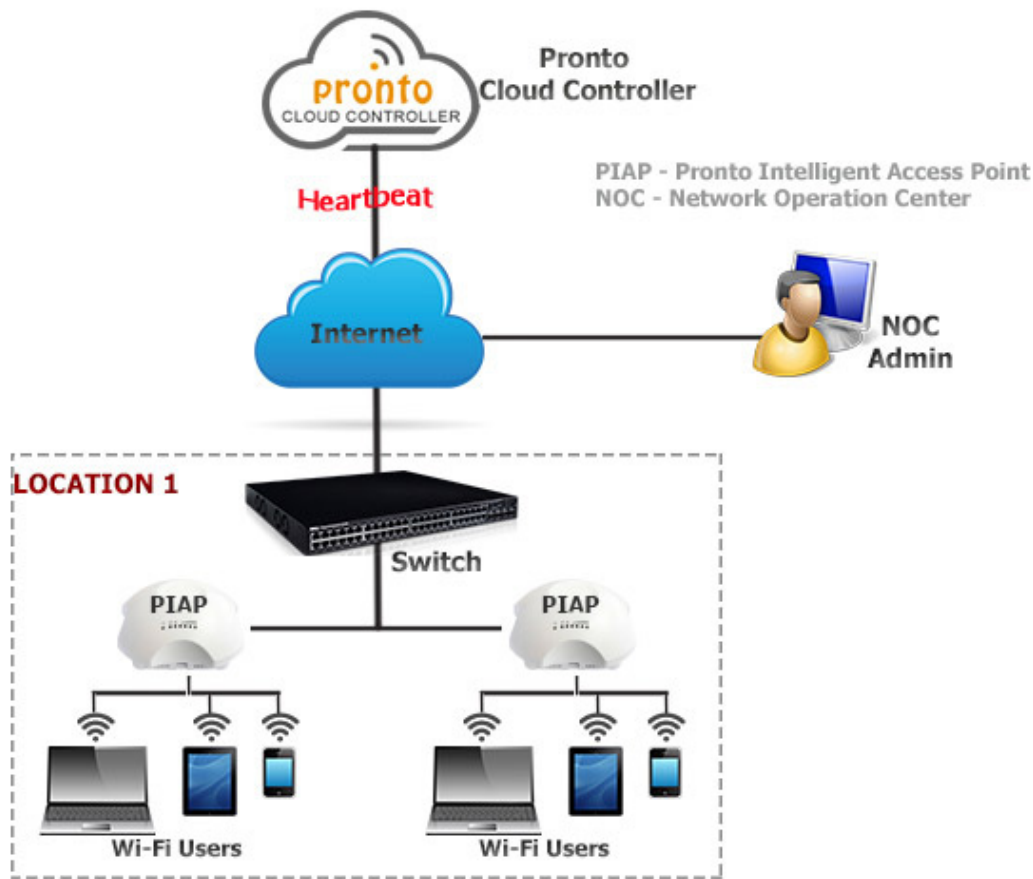 pronto
CLOUD CONTROLLER
Pronto
Cloud Controller
Heartbeat
PIAP - Pronto Intelligent Access Point
NOC - Network Operation Center
Internet
NOC
Admin
LOCATION 1
Switch
PIAP
PIAP
Wi-Fi Users
Wi-Fi Users